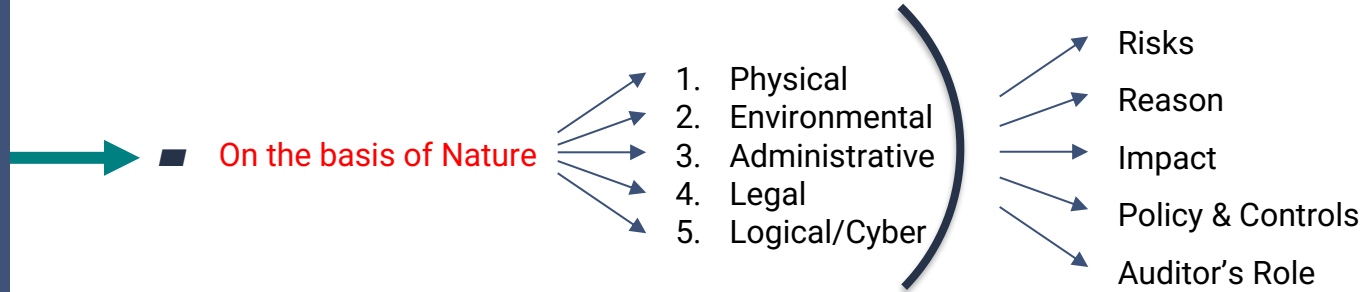 On the basis of Nature
1. Physical
2. Environmental
3. Administrative
4. Legal
5. Logical/Cyber
Risks
Reason
Impact
Policy & Controls
Auditor’s Role